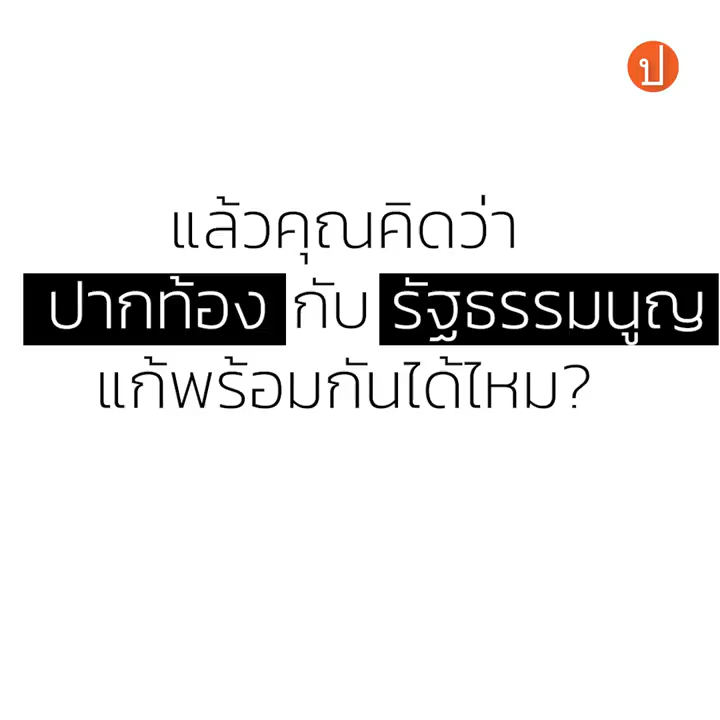 ป
แล้วคุณคิดว่า
ปากท้อง กับ รัฐธรรมนูญ
แก้พร้อมกันได้ไหม?